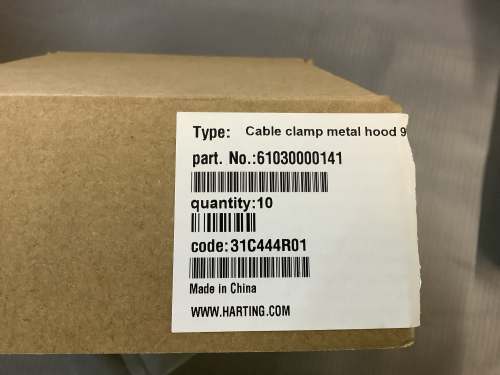 Type: Cable clamp metal hood 9
part. No.:61030000141
quantity:10
code:31C444R01
Made in China
WWW.HARTING.COM